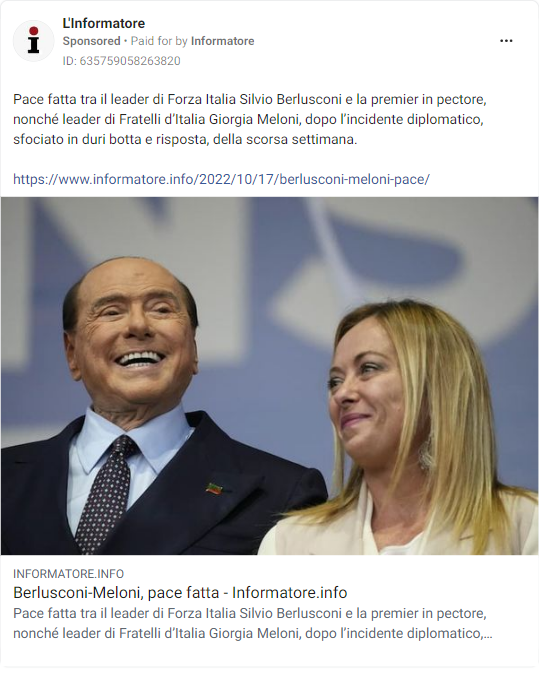 L'Informatore
Sponsored • Paid for by Informatore
ID: 635759058263820
Pace fatta tra il leader di Forza Italia Silvio Berlusconi e la premier in pectore,
nonché leader di Fratelli d'Italia Giorgia Meloni, dopo l'incidente diplomatico,
sfociato in duri botta e risposta, della scorsa settimana.
https://www.informatore.info/2022/10/17/berlusconi-meloni-pace/
NS
INFORMATORE.INFO
Berlusconi-Meloni, pace fatta - Informatore.info
Pace fatta tra il leader di Forza Italia Silvio Berlusconi e la premier in pectore,
nonché leader di Fratelli d'Italia Giorgia Meloni, dopo l'incidente diplomatico,...